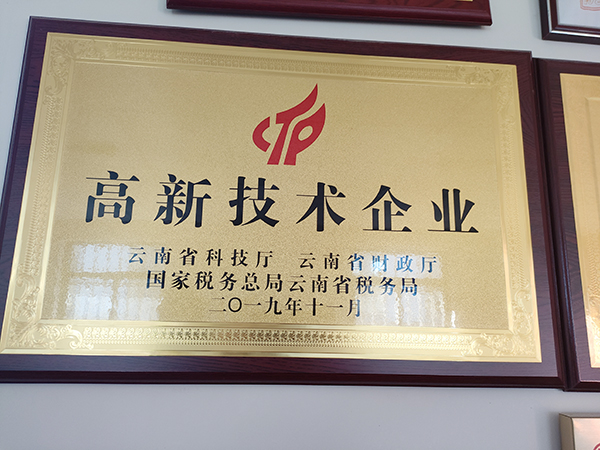 高新技术企业
云南省科技厅 云南省财政厅
国家税务总局云南省税务局
二〇一九年十一月